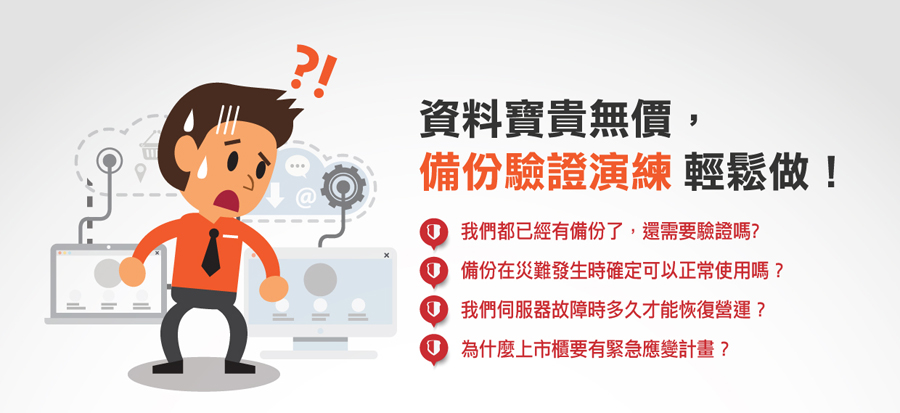 ?!
資料寶貴無價，
備份驗證演練 輕鬆做！
我們都已經有備份了，還需要驗證嗎?
備份在災難發生時確定可以正常使用嗎？
我們伺服器故障時多久才能恢復營運？
為什麼上市櫃要有緊急應變計畫？
@